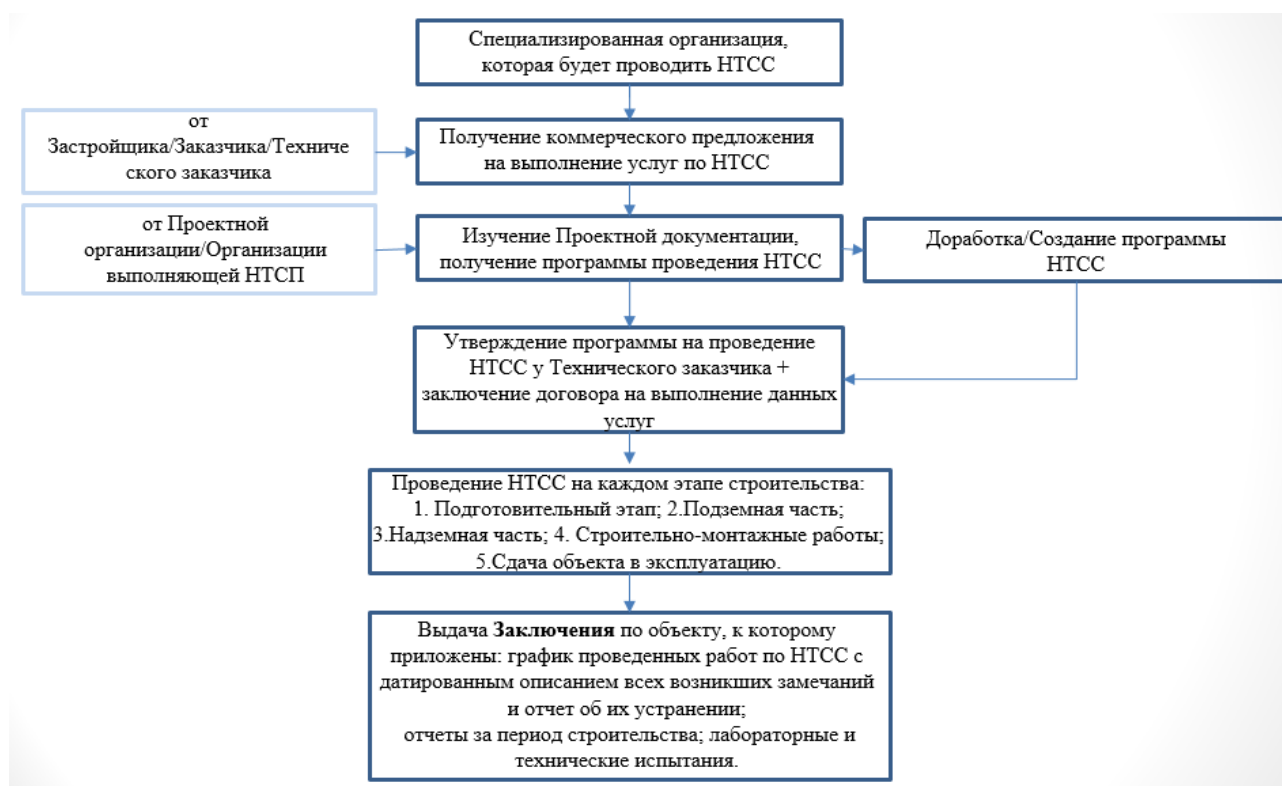 Специализированная организация,
которая будет проводить НТСС
от
Застройщика/Заказчика/Техниче
ского заказчика
Получение коммерческого предложения
на выполнение услуг по НТСС
от Проектной
организации/Организации
выполняющей НТСП
Изучение Проектной документации,
получение программы проведения НТСС
Доработка/Создание программы
НТСС
Утверждение программы на проведение
НТСС у Технического заказчика +
заключение договора на выполнение данных
услуг
Проведение НТСС на каждом этапе строительства:
1. Подготовительный этап; 2.Подземная часть;
3.Надземная часть; 4. Строительно-монтажные работы;
5.Сдача объекта в эксплуатацию.
Выдача Заключения по объекту, к которому
приложены: график проведенных работ по НТСС с
датированным описанием всех возникших замечаний
и отчет об их устранении;
отчеты за период строительства; лабораторные и
технические испытания.